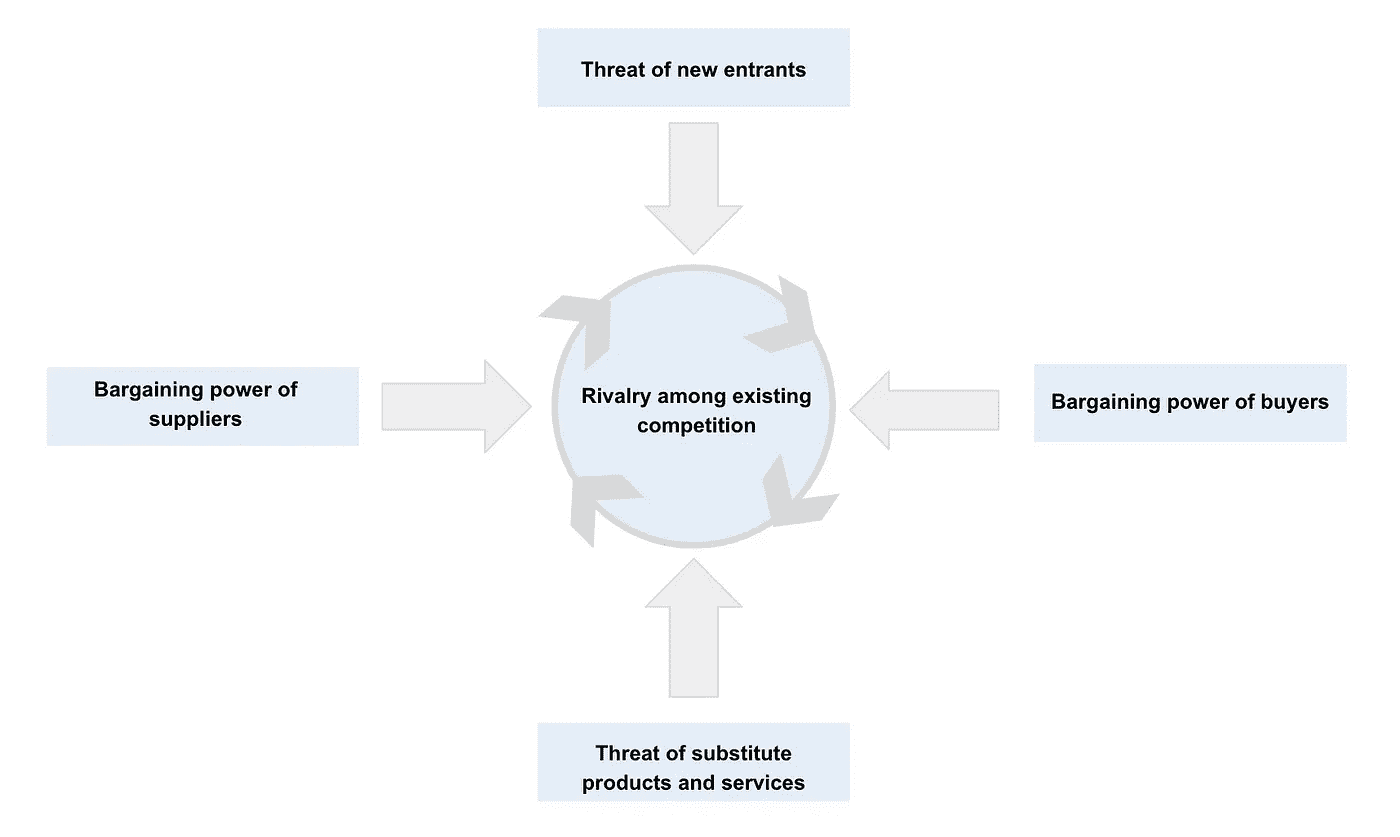 Threat of new entrants
Bargaining power of
suppliers
Rivalry among existing
competition
Bargaining power of buyers
Threat of substitute
products and services